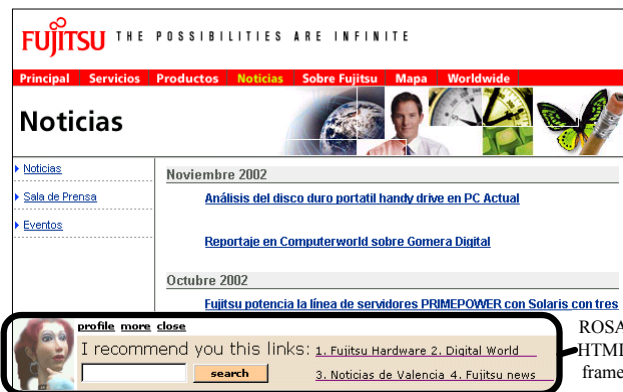 FUJITSU THE POSSIBILITIES ARE INFINITE
Principal Servicios Productos Noticias Sobre Fujitsu Mapa Worldwide
Noticias
Noticias
Sala de Prensa
Eventos
Noviembre 2002
Análisis del disco duro portatil handy drive en PC Actual
Reportaje en Computerworld sobre Gomera Digital
Octubre 2002
Fujitsu potencia la línea de servidores PRIMEPOWER con Solaris con tres
profile more close
I recommend you this links: 1. Fujitsu Hardware 2. Digital World
search 3. Noticias de Valencia 4. Fujitsu news
ROSA
HTML
frame